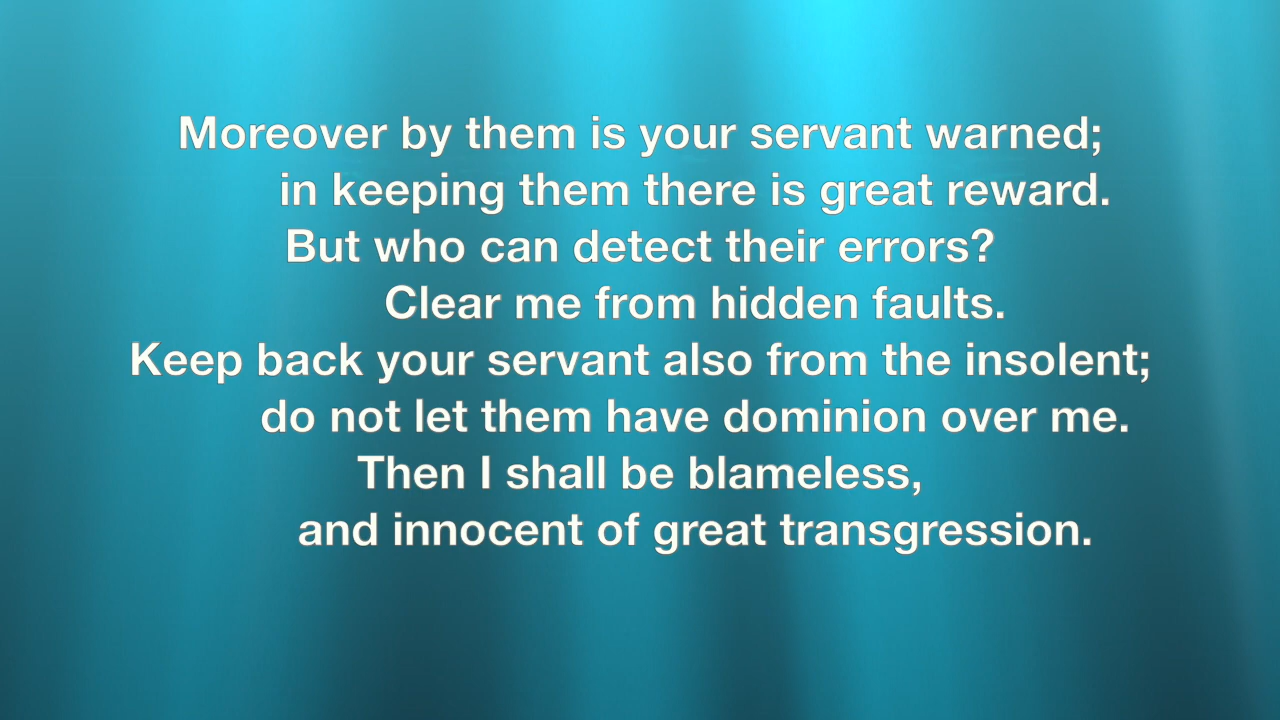 Moreover by them is your servant warned;
in keeping them there is great reward.
But who can detect their errors?
Clear me from hidden faults.
Keep back your servant also from the insolent;
do not let them have dominion over me.
Then I shall be blameless,
and innocent of great transgression.